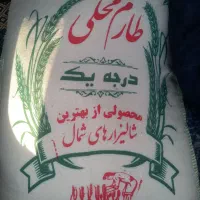 طارم محلی
درجه یک
محصولی از بهترین
شالیزارهای شمال